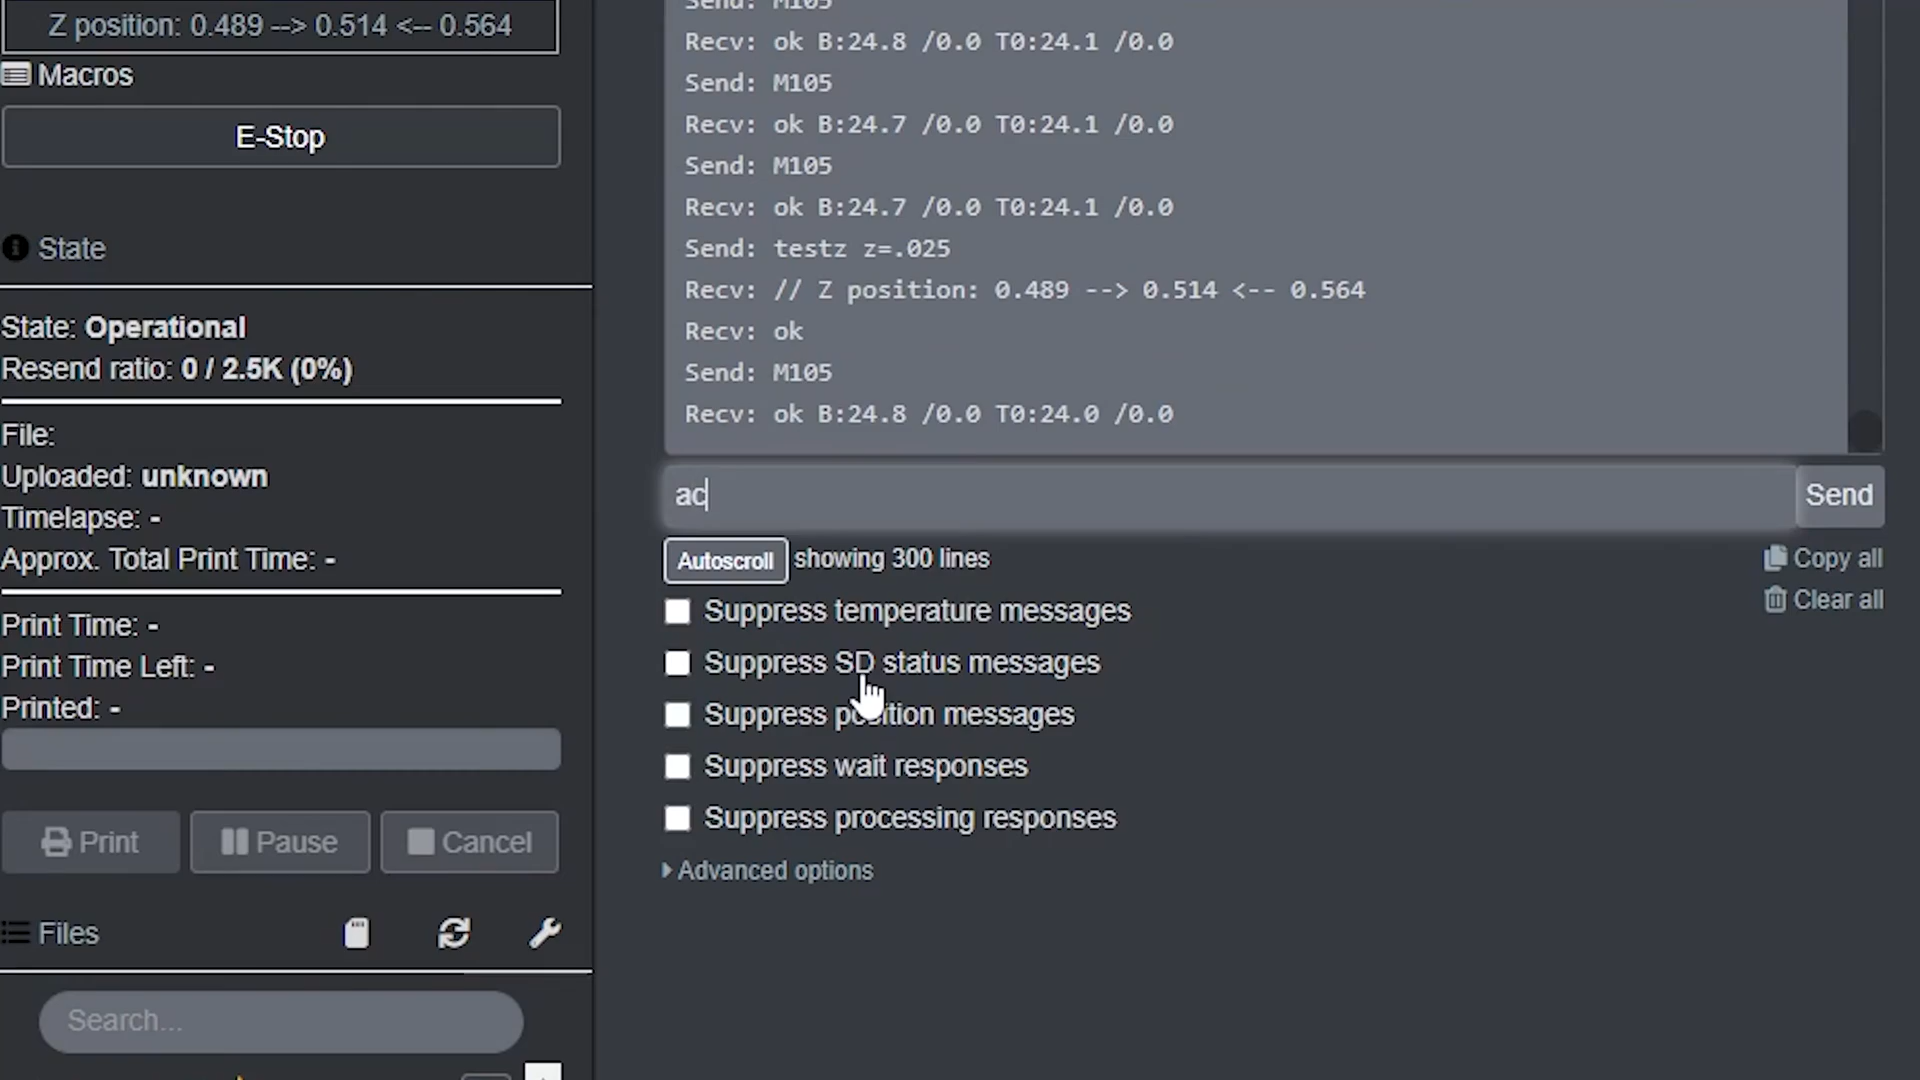 Z position: 0.489 --> 0.514 <-- 0.564
Macros
E-Stop
State
State: Operational
Resend ratio: 0 / 2.5K (0%)
File:
Uploaded: unknown
Timelapse: -
Approx. Total Print Time: -
Print Time: -
Print Time Left: -
Printed: -
Print
Pause
Cancel
Files
Search...
Send: M105
Recv: ok B:24.8 /0.0 T0:24.1 /0.0
Send: M105
Recv: ok B:24.7 /0.0 T0:24.1 /0.0
Send: M105
Recv: ok B:24.7 /0.0 T0:24.1 /0.0
Send: testz z=.025
Recv: // Z position: 0.489 --> 0.514 <-- 0.564
Recv: ok
Send: M105
Recv: ok B:24.8 /0.0 T0:24.0 /0.0
ac
Send
Autoscroll showing 300 lines
Copy all
Clear all
Suppress temperature messages
Suppress SD status messages
Suppress position messages
Suppress wait responses
Suppress processing responses
Advanced options